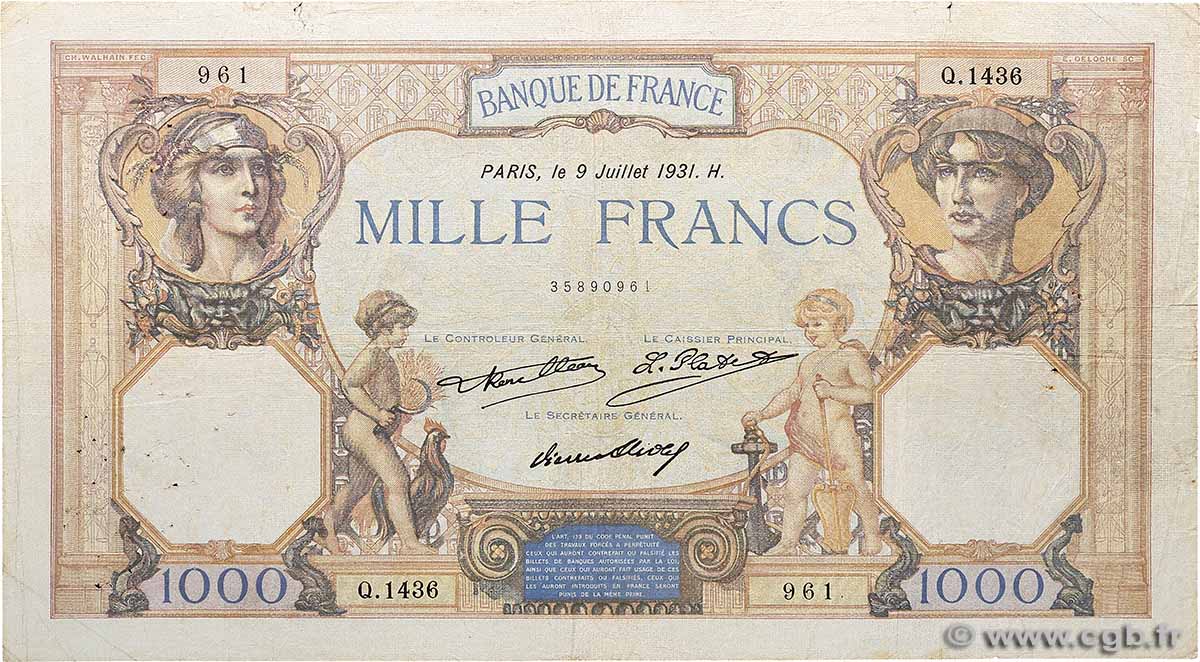 CH. WALHAIN FEC
E. DELOCHE SC
961
BANQUE DE FRANCE
Q.1436
PARIS, le 9 Juillet 1931. H.
MILLE FRANCS
35890961
LE CONTROLEUR GÉNÉRAL.
LE CAISSIER PRINCIPAL.
LE SECRÉTAIRE GÉNÉRAL.
L'ART. 139 DU CODE PÉNAL PUNIT
DES TRAVAUX FORCÉS A PERPÉTUITÉ
CEUX QUI AURONT CONTREFAIT OU FALSIFIÉ LES
BILLETS DE BANQUES AUTORISÉES PAR LA LOI,
AINSI QUE CEUX QUI AURONT FAIT USAGE DE CES
BILLETS CONTREFAITS OU FALSIFIÉS, CEUX QUI
LES AURONT INTRODUITS EN FRANCE SERONT
PUNIS DE LA MÊME PEINE.
1000
Q.1436
961
1000
© www.cgb.fr